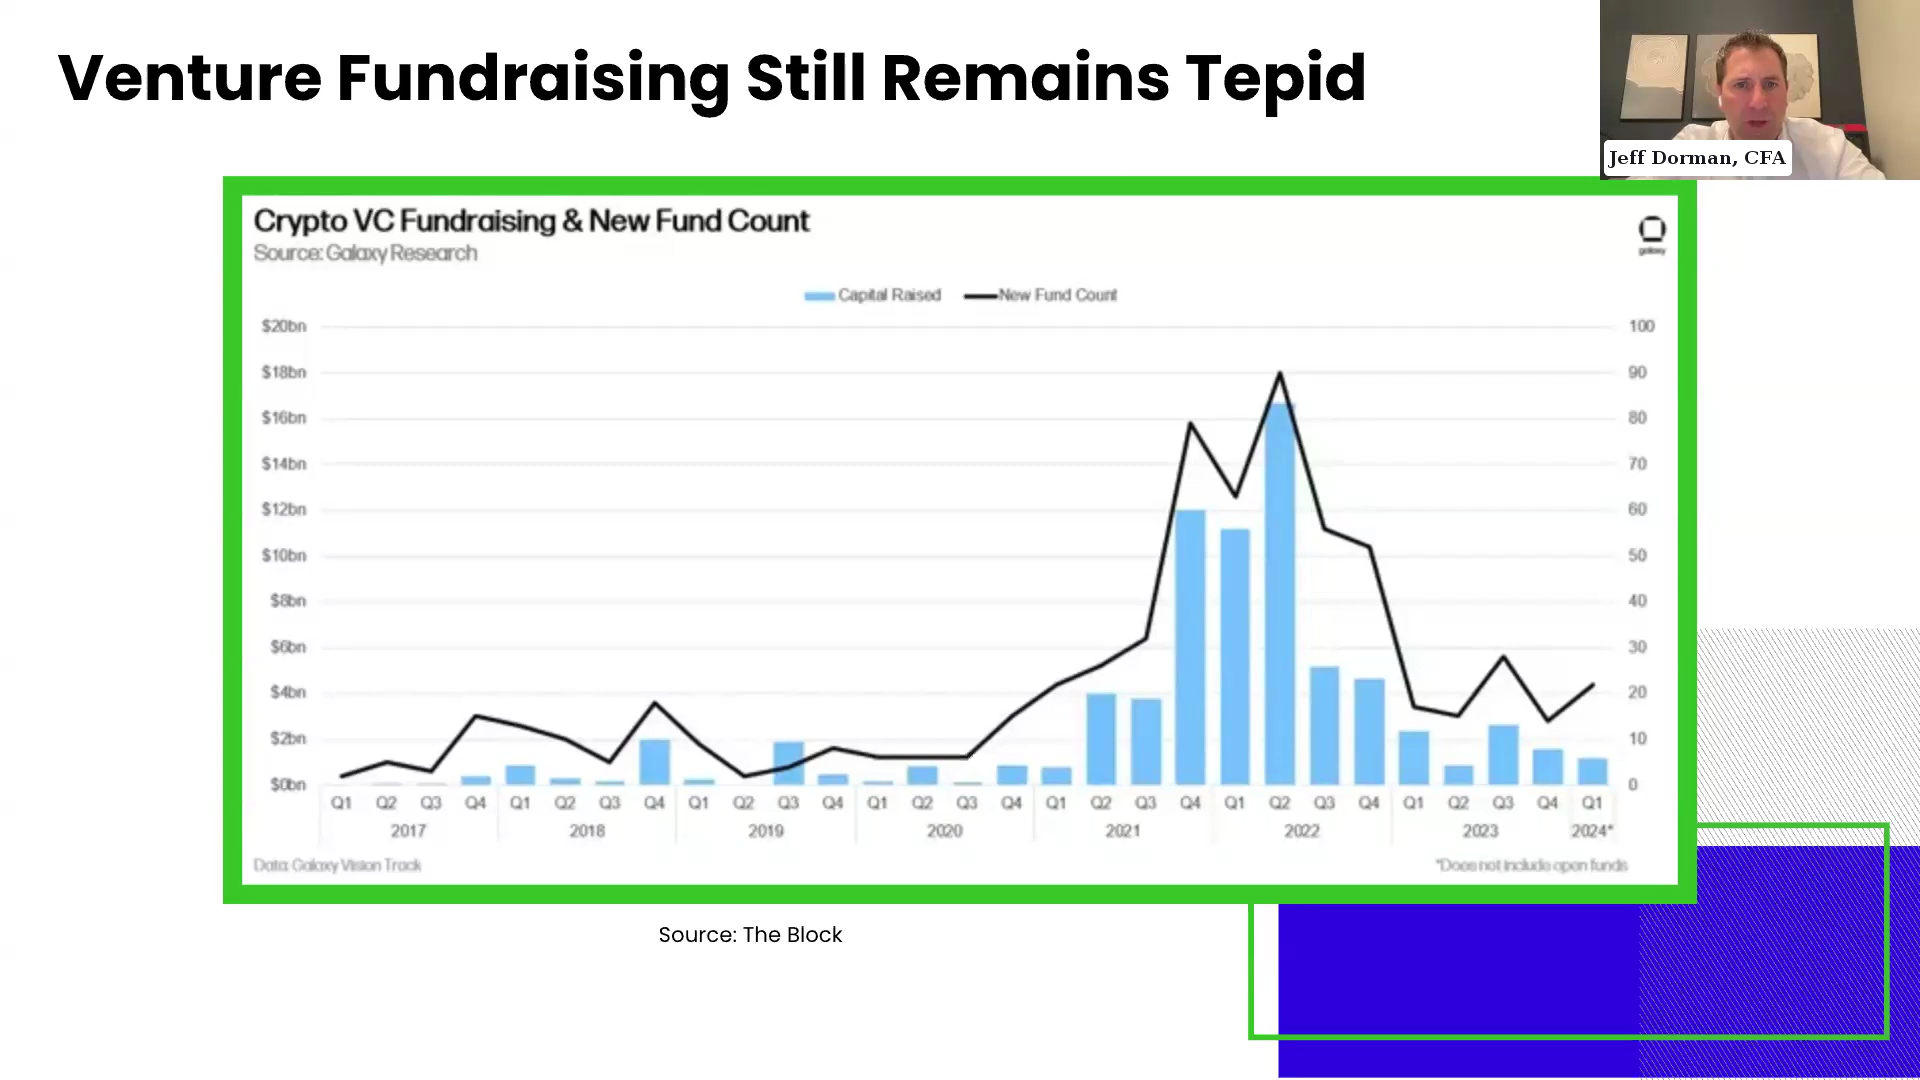 Venture Fundraising Still Remains Tepid
Jeff Dorman, CFA
Crypto VC Fundraising & New Fund Count
Source: Galaxy Research
galaxy
Capital Raised New Fund Count
$20bn 100
$18bn 90
$16bn 80
$14bn 70
$12bn 60
$10bn 50
$8bn 40
$6bn 30
$4bn 20
$2bn 10
$0bn 0
Q1 Q2 Q3 Q4 Q1 Q2 Q3 Q4 Q1 Q2 Q3 Q4 Q1 Q2 Q3 Q4 Q1 Q2 Q3 Q4 Q1 Q2 Q3 Q4 Q1 Q2 Q3 Q4 Q1
2017 2018 2019 2020 2021 2022 2023 2024*
Data: Galaxy Vision Track *Does not include open funds
Source: The Block